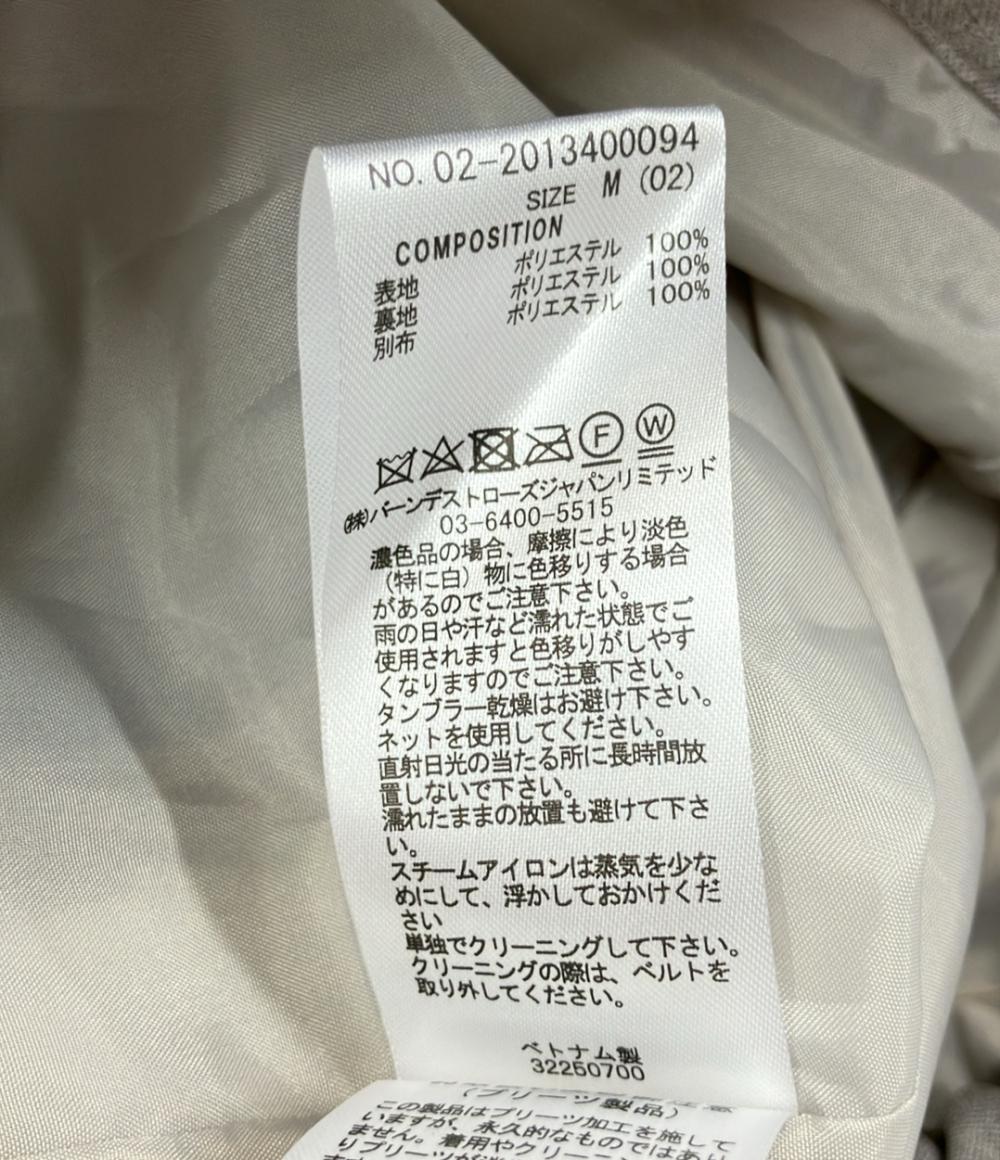 NO. 02-2013400094
SIZE M (02)
COMPOSITION
表地 ポリエステル 100%
裏地 ポリエステル 100%
別布 ポリエステル 100%
F W
㈱バーンデストローズジャパンリミテッド
03-6400-5515
濃色品の場合、摩擦により淡色
(特に白)物に色移りする場合
があるのでご注意下さい。
雨の日や汗など濡れた状態でご
使用されますと色移りがしやす
くなりますのでご注意下さい。
タンブラー乾燥はお避け下さい。
ネットを使用してください。
直射日光の当たる所に長時間放
置しないで下さい。
濡れたままの放置も避けて下さ
い。
スチームアイロンは蒸気を少な
めにして、浮かしておかけくだ
さい
単独でクリーニングして下さい。
クリーニングの際は、ベルトを
取り外してください。
ベトナム製
32250700
(プリーツ製品)
この製品はプリーツ加工を施して
いますが、永久的なものではあり
ません。着用やクリーニン
りプリーツが